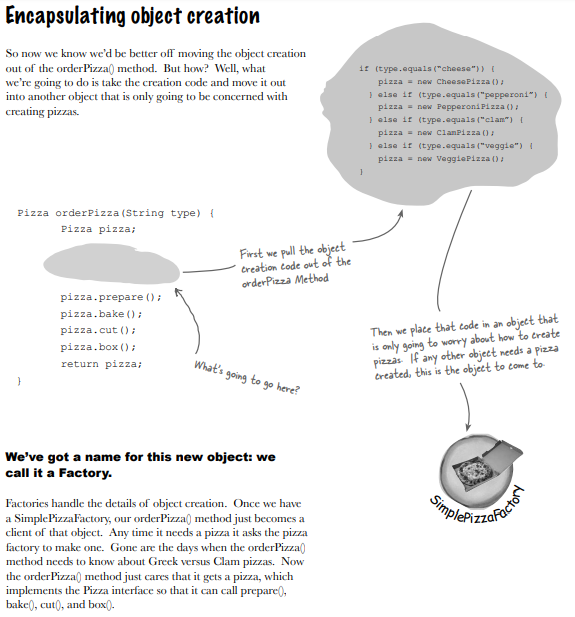 Encapsulating object creation
So now we know we'd be better off moving the object creation
out of the orderPizza() method.  But how?  Well, what
we're going to do is take the creation code and move it out
into another object that is only going to be concerned with
creating pizzas.
if (type.equals("cheese")) {
pizza = new CheesePizza();
} else if (type.equals("pepperoni") {
pizza = new PepperoniPizza();
} else if (type.equals("clam") {
pizza = new ClamPizza();
} else if (type.equals("veggie") {
pizza = new VeggiePizza();
}
Pizza orderPizza(String type) {
Pizza pizza;
pizza.prepare();
pizza.bake();
pizza.cut();
pizza.box();
return pizza;
}
First we pull the object
creation code out of the
orderPizza Method
What's going to go here?
Then we place that code in an object that
is only going to worry about how to create
pizzas. If any other object needs a pizza
created, this is the object to come to.
We've got a name for this new object: we
call it a Factory.
Factories handle the details of object creation.  Once we have
a SimplePizzaFactory, our orderPizza() method just becomes a
client of that object.  Any time it needs a pizza it asks the pizza
factory to make one.  Gone are the days when the orderPizza()
method needs to know about Greek versus Clam pizzas.  Now
the orderPizza() method just cares that it gets a pizza, which
implements the Pizza interface so that it can call prepare(),
bake(), cut(), and box().
SimplePizzaFactory